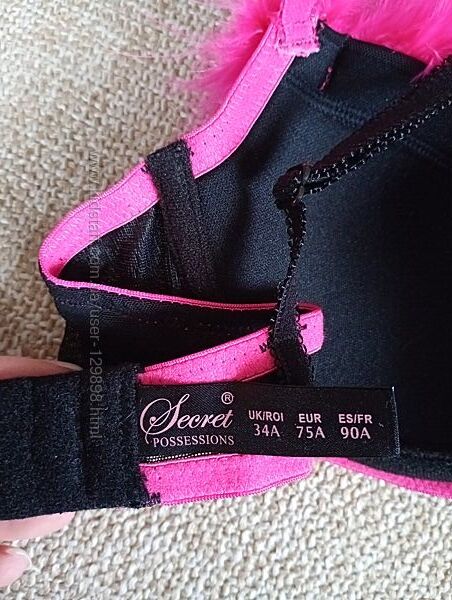 Secret®
POSSESSIONS
UK/ROI EUR ES/FR
34A 75A 90A